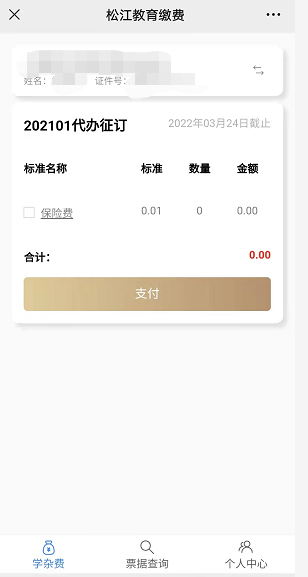 松江教育缴费
姓名： 证件号：
202101代办征订 2022年03月24日截止
标准名称 标准 数量 金额
保险费 0.01 0 0.00
合计： 0.00
支付
学杂费 票据查询 个人中心